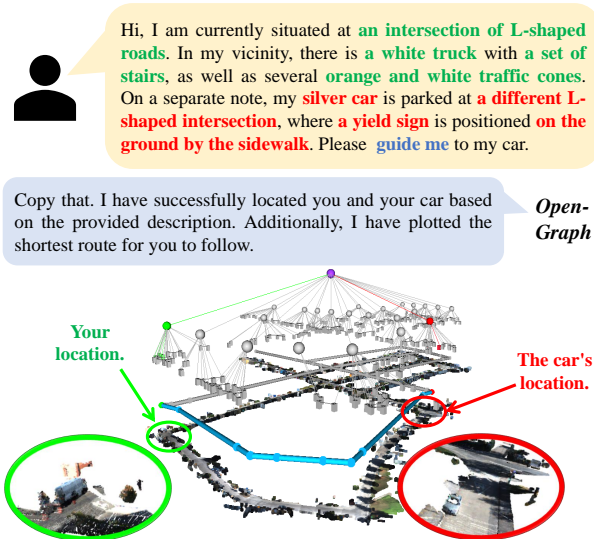 Hi, I am currently situated at an intersection of L-shaped
roads. In my vicinity, there is a white truck with a set of
stairs, as well as several orange and white traffic cones.
On a separate note, my silver car is parked at a different L-
shaped intersection, where a yield sign is positioned on the
ground by the sidewalk. Please guide me to my car.
Copy that. I have successfully located you and your car based
on the provided description. Additionally, I have plotted the
shortest route for you to follow.
Open-
Graph
Your
location.
The car's
location.